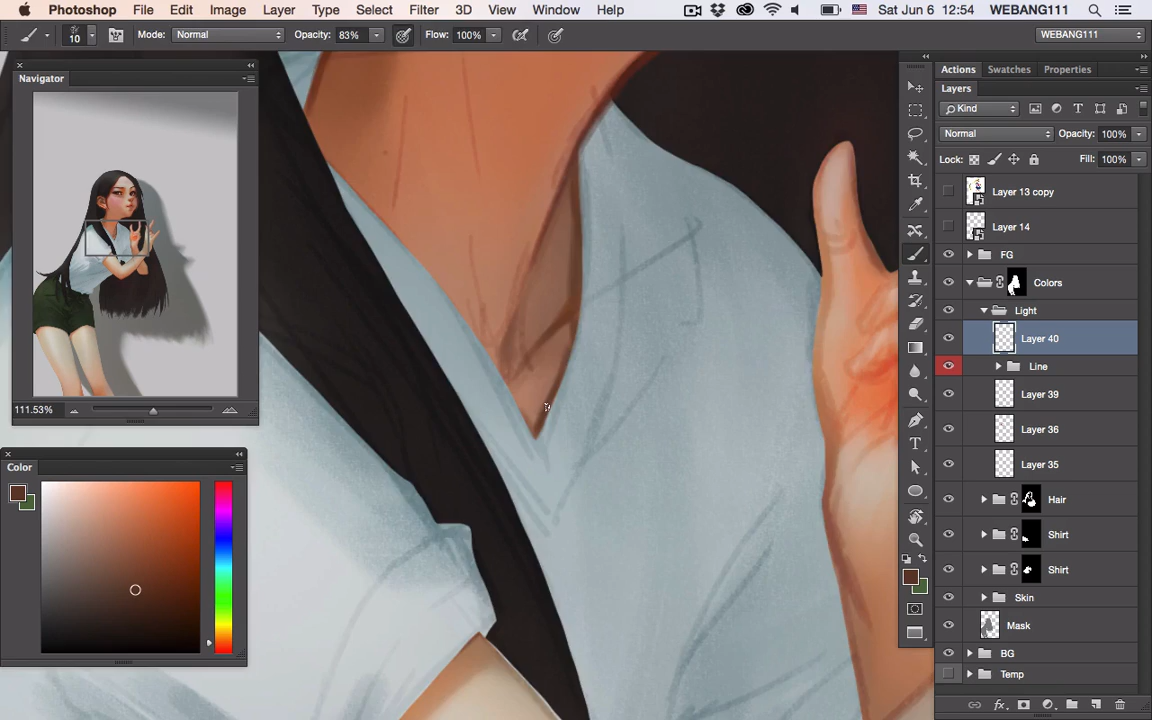 Photoshop File Edit Image Layer Type Select Filter 3D View Window Help Sat Jun 6 12:54 WEBANG111
10 Mode: Normal Opacity: 83% Flow: 100% WEBANG111
Navigator
111.53%
Color
Actions Swatches Properties
Layers
Kind
Normal Opacity: 100%
Lock: Fill: 100%
Layer 13 copy
Layer 14
FG
Colors
Light
Layer 40
Line
Layer 39
Layer 36
Layer 35
Hair
Shirt
Shirt
Skin
Mask
BG
Temp